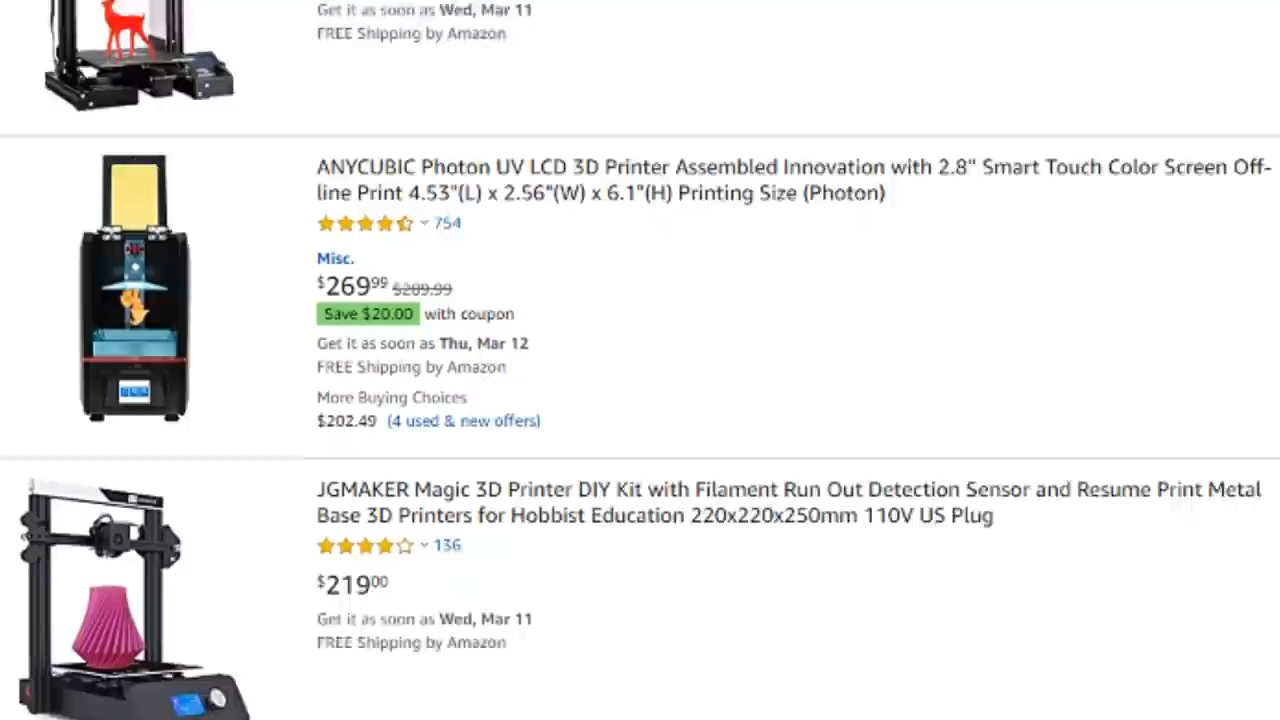 Get it as soon as Wed, Mar 11
FREE Shipping by Amazon
ANYCUBIC Photon UV LCD 3D Printer Assembled Innovation with 2.8" Smart Touch Color Screen Off-
line Print 4.53"(L) x 2.56"(W) x 6.1"(H) Printing Size (Photon)
754
Misc.
$269.99 $289.99
Save $20.00 with coupon
Get it as soon as Thu, Mar 12
FREE Shipping by Amazon
More Buying Choices
$202.49 (4 used & new offers)
JGMAKER Magic 3D Printer DIY Kit with Filament Run Out Detection Sensor and Resume Print Metal
Base 3D Printers for Hobbist Education 220x220x250mm 110V US Plug
136
$219.00
Get it as soon as Wed, Mar 11
FREE Shipping by Amazon